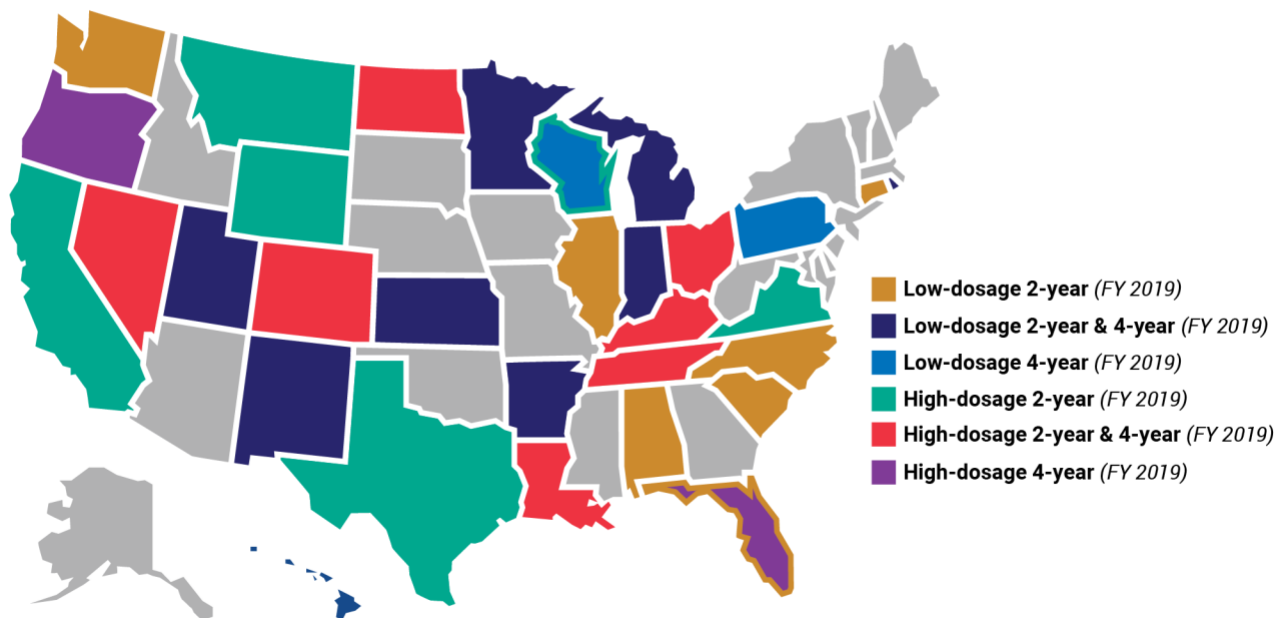 Low-dosage 2-year (FY 2019)
Low-dosage 2-year & 4-year (FY 2019)
Low-dosage 4-year (FY 2019)
High-dosage 2-year (FY 2019)
High-dosage 2-year & 4-year (FY 2019)
High-dosage 4-year (FY 2019)